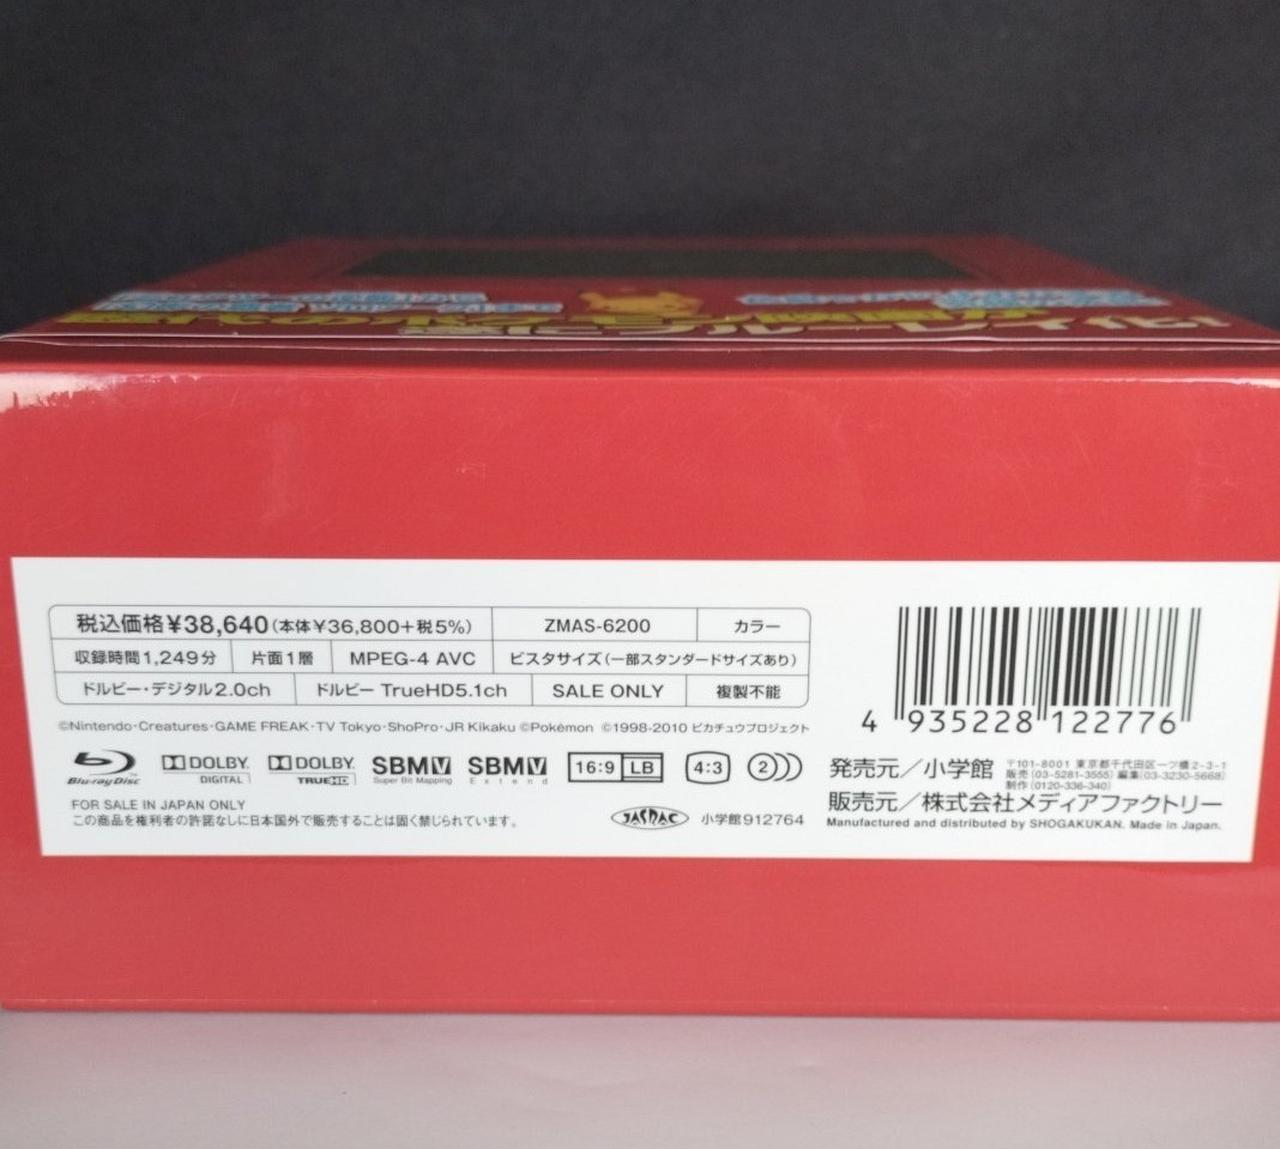 税込価格¥38,640(本体¥36,800+税5%) ZMAS-6200 カラー
収録時間1,249分 片面1層 MPEG-4 AVC ビスタサイズ(一部スタンダードサイズあり)
ドルビー・デジタル2.0ch ドルビー TrueHD5.1ch SALE ONLY 複製不能
©Nintendo・Creatures・GAME FREAK・TV Tokyo・ShoPro・JR Kikaku ©Pokémon ©1998-2010 ピカチュウプロジェクト
Blu-ray Disc DOLBY DIGITAL DOLBY TRUEHD SBMV Super Bit Mapping SBMV Extend 16:9 LB 4:3 2
FOR SALE IN JAPAN ONLY
この商品を権利者の許諾なしに日本国外で販売することは固く禁じられています。
JASRAC 小学館912764
4 935228 122776
発売元/小学館 〒101-8001 東京都千代田区一ツ橋2-3-1
販売(03-5281-3555) 編集(03-3230-5668)
制作(0120-336-340)
販売元/株式会社メディアファクトリー
Manufactured and distributed by SHOGAKUKAN. Made in Japan.